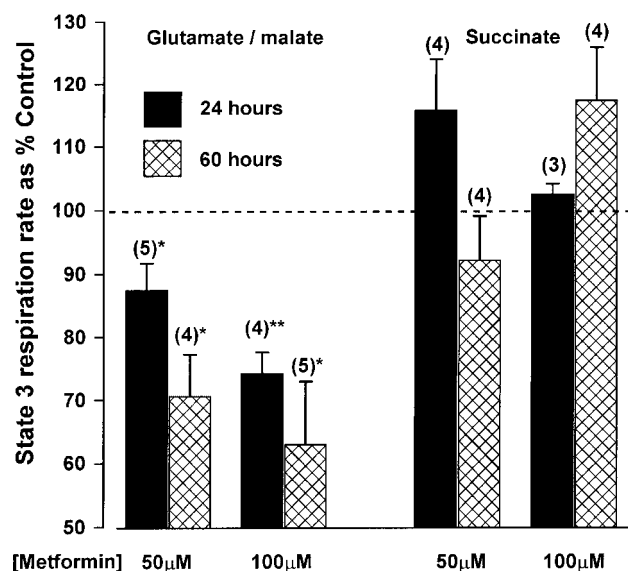 State 3 respiration rate as % Control
130
120
110
100
90
80
70
60
50
Glutamate / malate
Succinate
24 hours
60 hours
(5)*
(4)*
(4)**
(5)*
(4)
(4)
(3)
(4)
[Metformin] 50µM 100µM 50µM 100µM